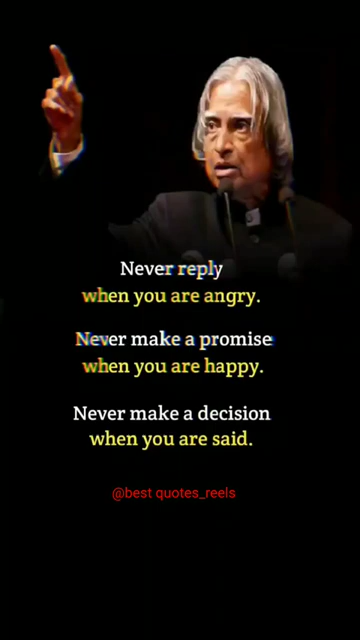 Never reply
when you are angry.
Never make a promise
when you are happy.
Never make a decision
when you are said.
@best quotes_reels